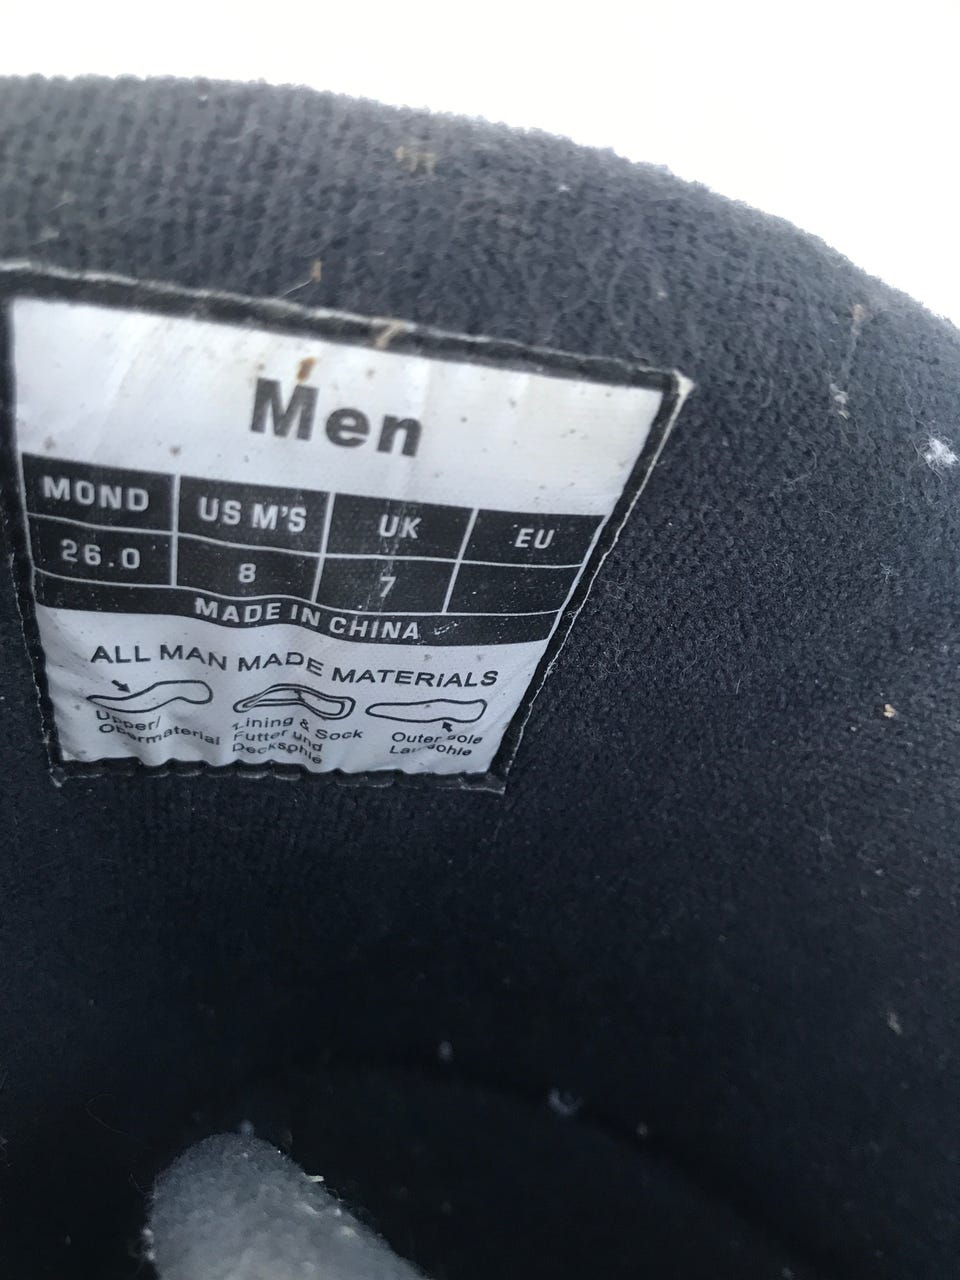 Men
MOND US M'S UK EU
26.0 8 7
MADE IN CHINA
ALL MAN MADE MATERIALS
Upper/ Lining & Sock Outer sole
Obermaterial Futter und Laufsohle
Decksohle